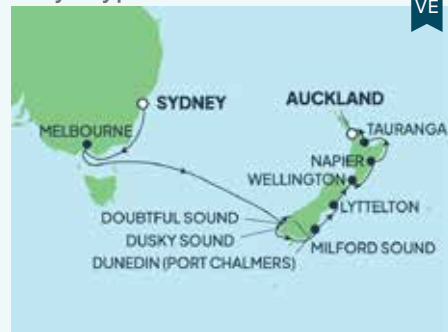 VE
SYDNEY
AUCKLAND
MELBOURNE
TAURANGA
NAPIER
WELLINGTON
LYTTELTON
DOUBTFUL SOUND
DUSKY SOUND
MILFORD SOUND
DUNEDIN (PORT CHALMERS)